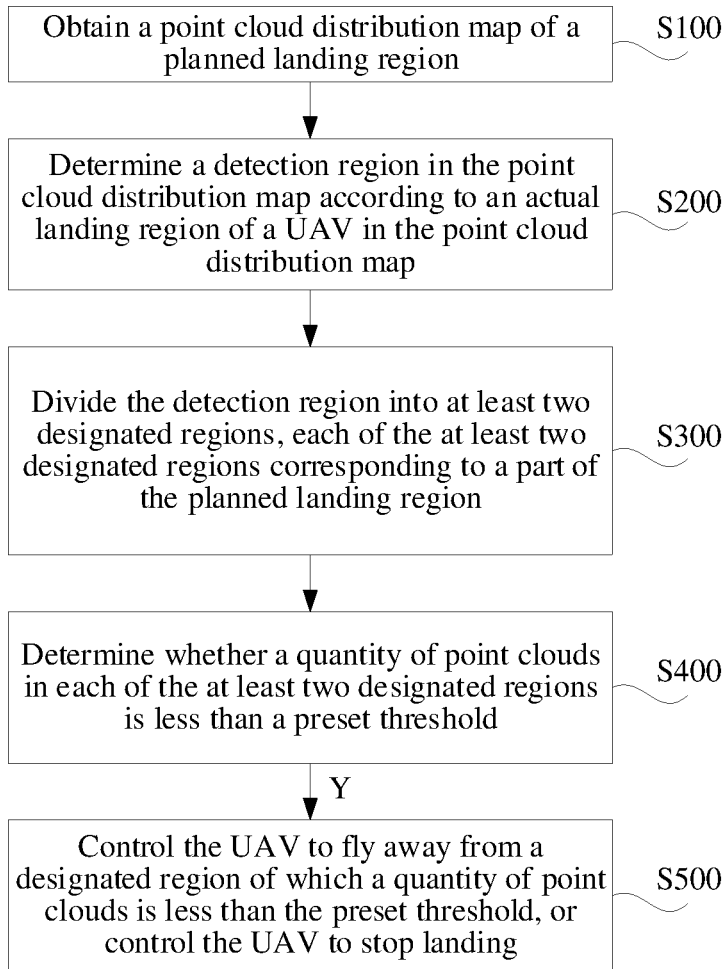 Obtain a point cloud distribution map of a
planned landing region
S100
Determine a detection region in the point
cloud distribution map according to an actual
landing region of a UAV in the point cloud
distribution map
S200
Divide the detection region into at least two
designated regions, each of the at least two
designated regions corresponding to a part of
the planned landing region
S300
Determine whether a quantity of point clouds
in each of the at least two designated regions
is less than a preset threshold
S400
Y
Control the UAV to fly away from a
designated region of which a quantity of point
clouds is less than the preset threshold, or
control the UAV to stop landing
S500